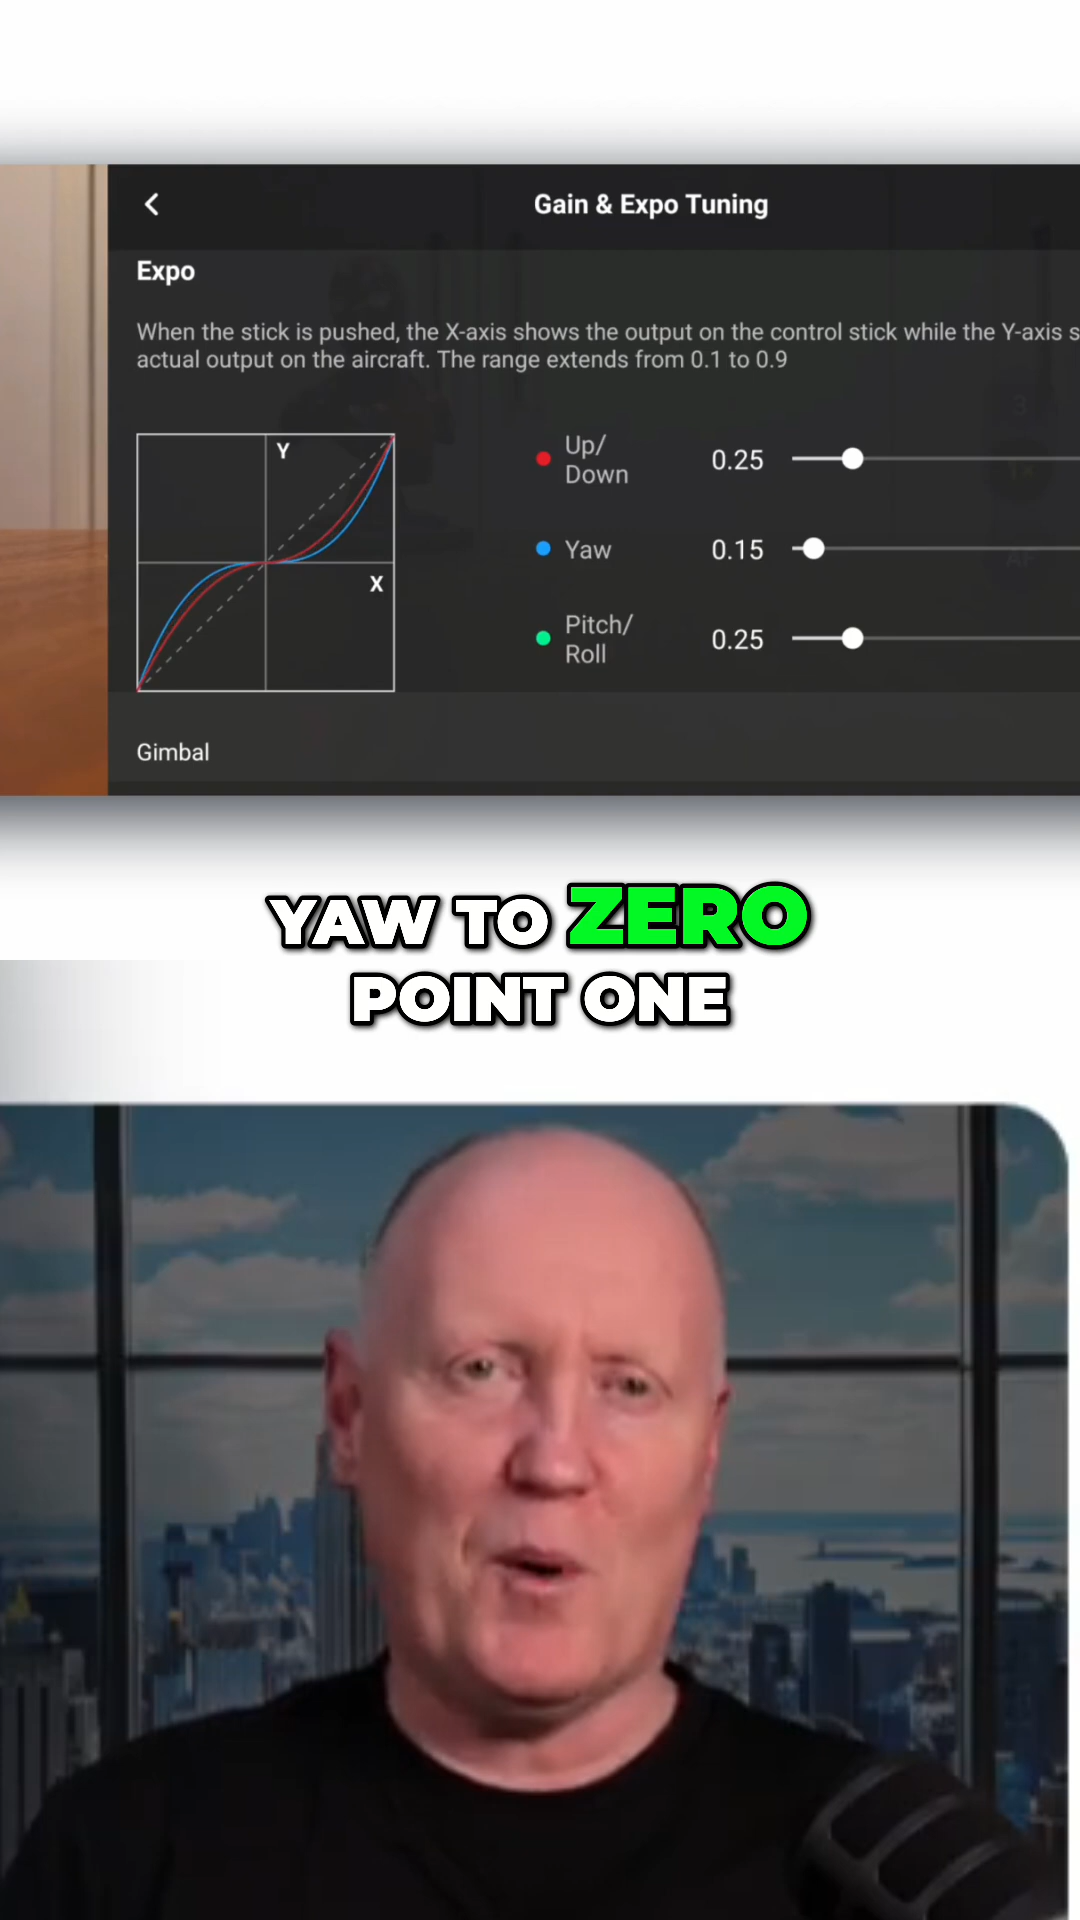 Gain & Expo Tuning
Expo
When the stick is pushed, the X-axis shows the output on the control stick while the Y-axis s
actual output on the aircraft. The range extends from 0.1 to 0.9
Y
X
Up/
Down
0.25
Yaw
0.15
Pitch/
Roll
0.25
Gimbal
YAW TO ZERO
POINT ONE